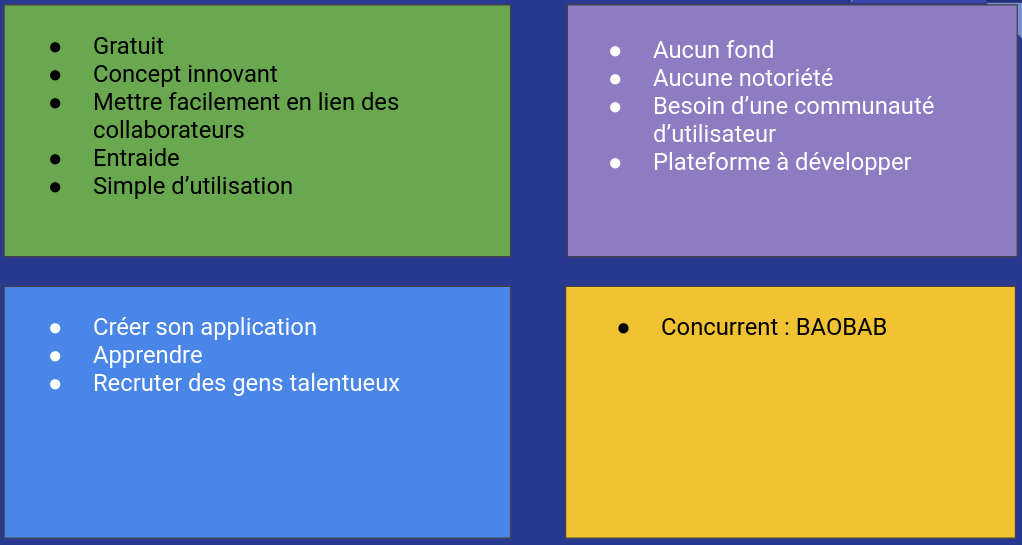 ● Gratuit
● Concept innovant
● Mettre facilement en lien des
collaborateurs
● Entraide
● Simple d’utilisation
● Aucun fond
● Aucune notoriété
● Besoin d’une communauté
d’utilisateur
● Plateforme à développer
● Créer son application
● Apprendre
● Recruter des gens talentueux
● Concurrent : BAOBAB